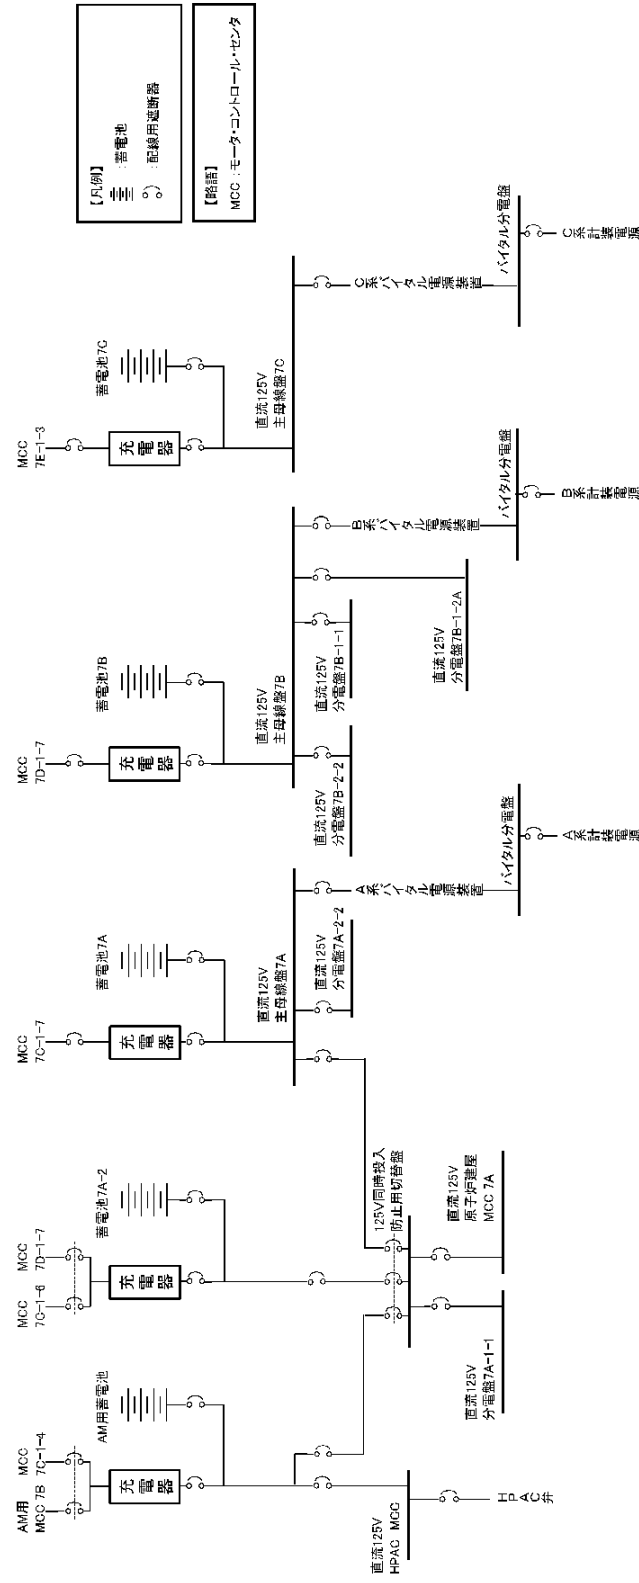 【凡例】
：蓄電池
：配線用遮断器
【略語】
MCC ：モータ・コントロール・センタ
AM用
MCC 7B
MCC
7C-1-4
充電器
AM用蓄電池
直流125V
HPAC MCC
HPAC弁
MCC
7C-1-6
MCC
7D-1-7
充電器
蓄電池7A-2
125V同時投入
防止用切替盤
直流125V
分電盤7A-1-1
直流125V
原子炉建屋
MCC 7A
MCC
7C-1-7
充電器
蓄電池7A
直流125V
主母線盤7A
直流125V
分電盤7A-2-2
A系バイタル電源装置
バイタル分電盤
A系計装電源
MCC
7D-1-7
充電器
蓄電池7B
直流125V
主母線盤7B
直流125V
分電盤7B-2-2
直流125V
分電盤7B-1-1
直流125V
分電盤7B-1-2A
B系バイタル電源装置
バイタル分電盤
B系計装電源
MCC
7E-1-3
充電器
蓄電池7C
直流125V
主母線盤7C
C系バイタル電源装置
バイタル分電盤
C系計装電源